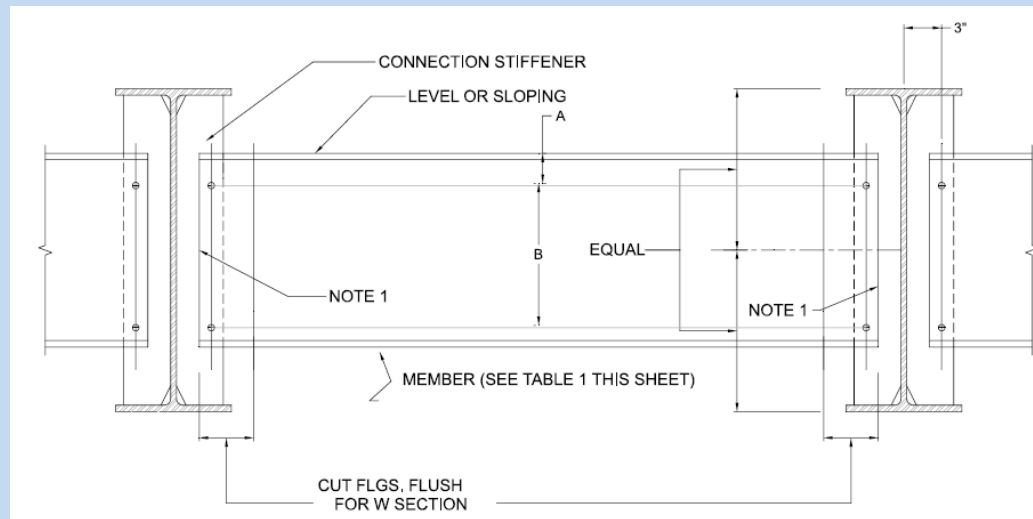 3"
CONNECTION STIFFENER
LEVEL OR SLOPING
A
EQUAL
B
NOTE 1
NOTE 1
MEMBER (SEE TABLE 1 THIS SHEET)
CUT FLGS, FLUSH
FOR W SECTION